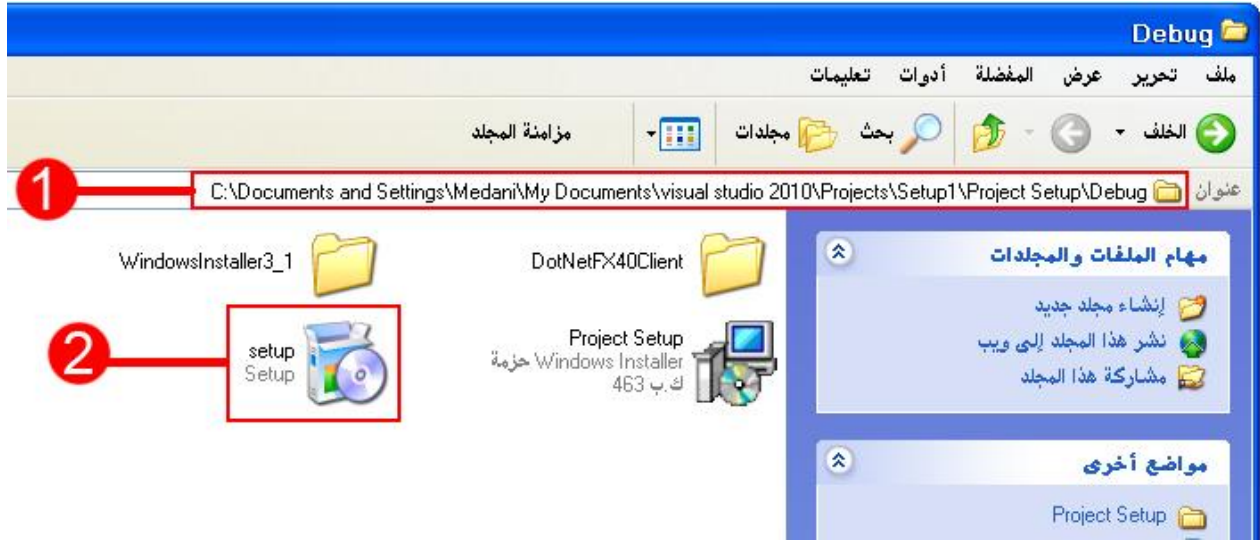 Debug
ملف تحرير عرض المفضلة أدوات تعليمات
الخلف بحث مجلدات مزامنة المجلد
عنوان C:\Documents and Settings\Medani\My Documents\visual studio 2010\Projects\Setup1\Project Setup\Debug
1
مهام الملفات والمجلدات
إنشاء مجلد جديد
نشر هذا المجلد إلى ويب
مشاركة هذا المجلد
مواضع أخرى
Project Setup
DotNetFX40Client
WindowsInstaller3_1
Project Setup
حزمة Windows Installer
463 ك.ب
2
setup
Setup